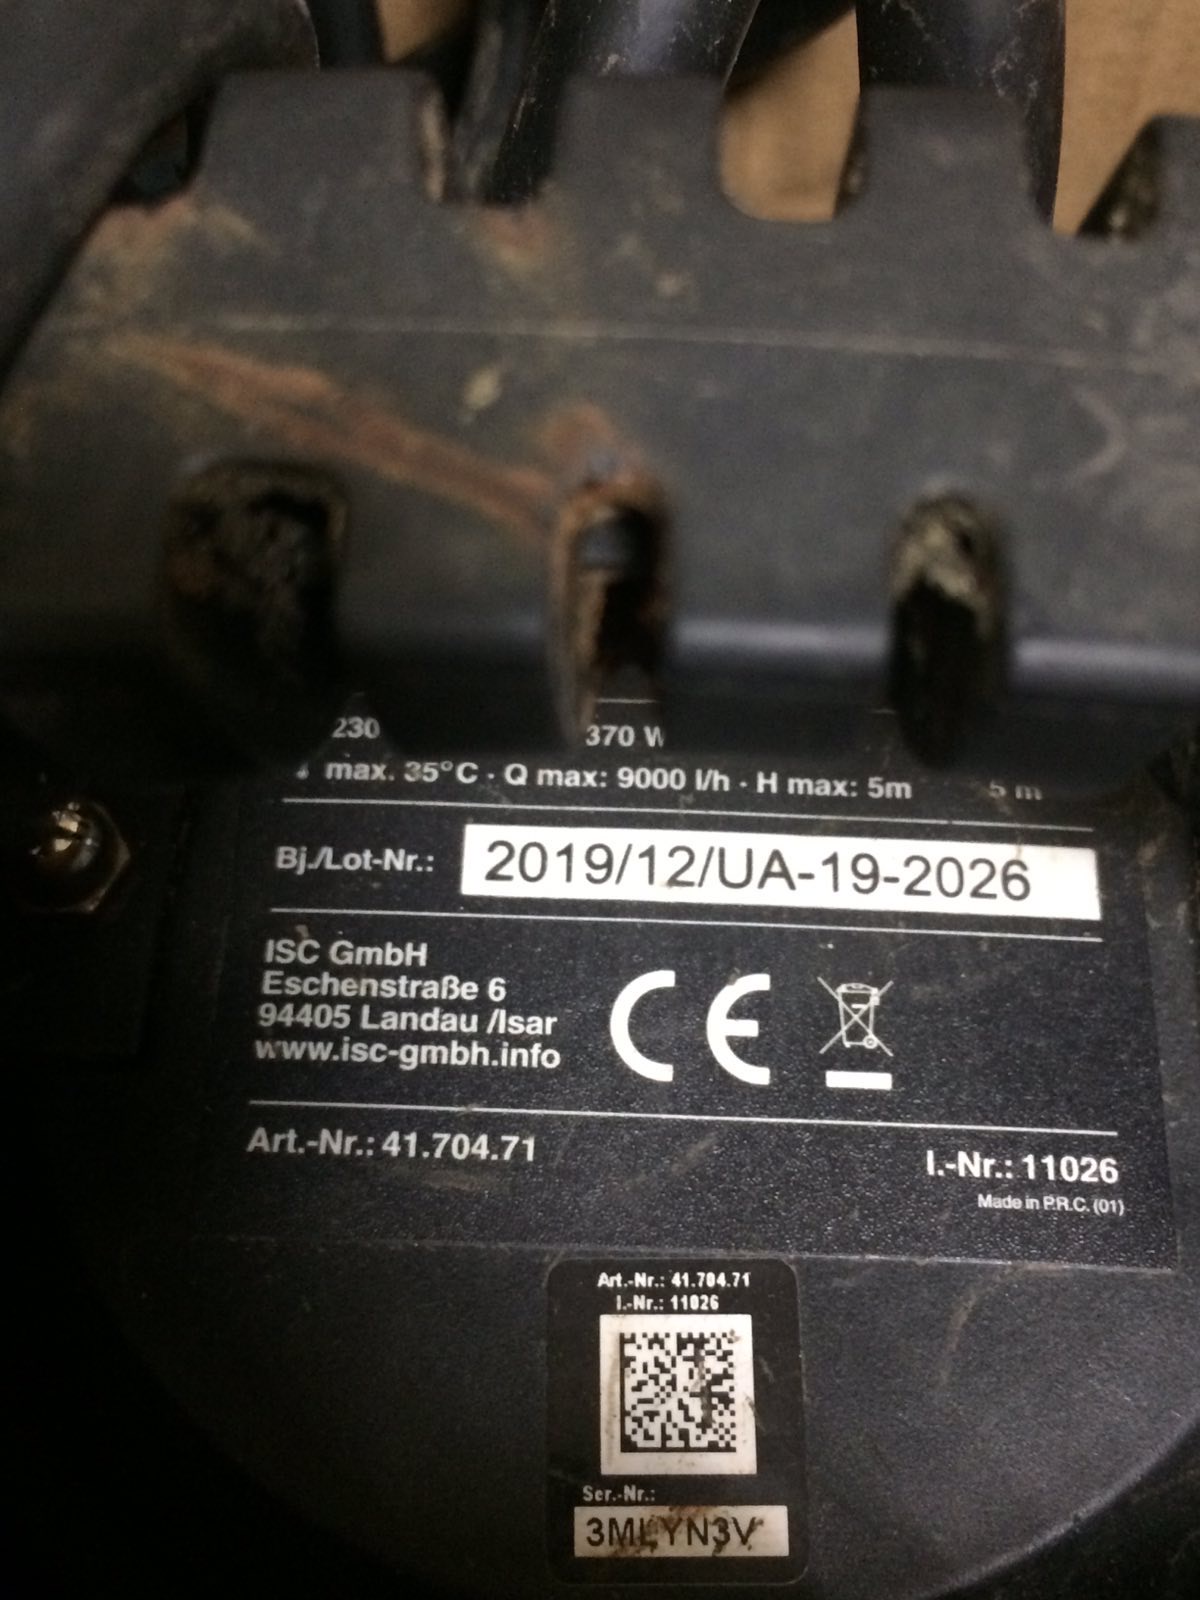 230
370 W
max. 35°C · Q max: 9000 l/h · H max: 5m
5 m
Bj./Lot-Nr.: 2019/12/UA-19-2026
ISC GmbH
Eschenstraße 6
94405 Landau /Isar
www.isc-gmbh.info
CE
Art.-Nr.: 41.704.71
I.-Nr.: 11026
Made in P.R.C. (01)
Art.-Nr.: 41.704.71
I.-Nr.: 11026
Ser.-Nr.:
3MLYN3V